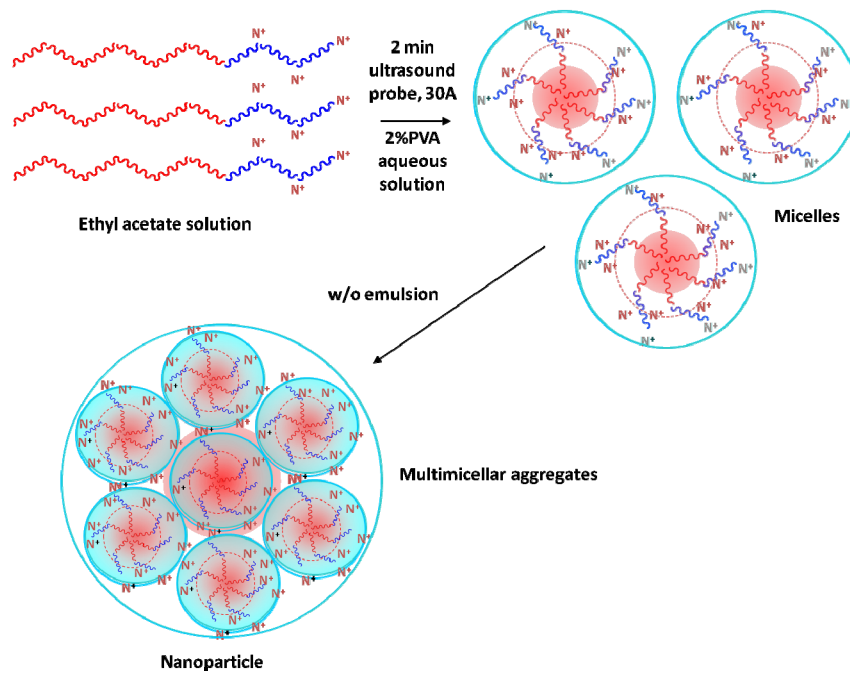 N⁺ N⁺
N⁺
2 min
ultrasound
probe, 30A
N⁺ N⁺
N⁺
N⁺ N⁺
N⁺
2%PVA
aqueous
solution
Ethyl acetate solution
N⁺ N⁺ N⁺ N⁺ N⁺ N⁺ N⁺ N⁺ N⁺ N⁺
N⁺ N⁺ N⁺ N⁺ N⁺ N⁺ N⁺ N⁺ N⁺ N⁺
Micelles
N⁺ N⁺ N⁺ N⁺ N⁺ N⁺ N⁺ N⁺ N⁺ N⁺
w/o emulsion
Multimicellar aggregates
Nanoparticle